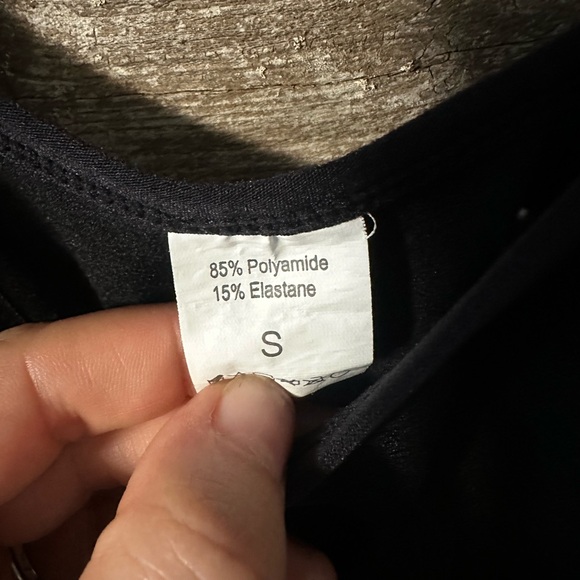 85% Polyamide
15% Elastane
S